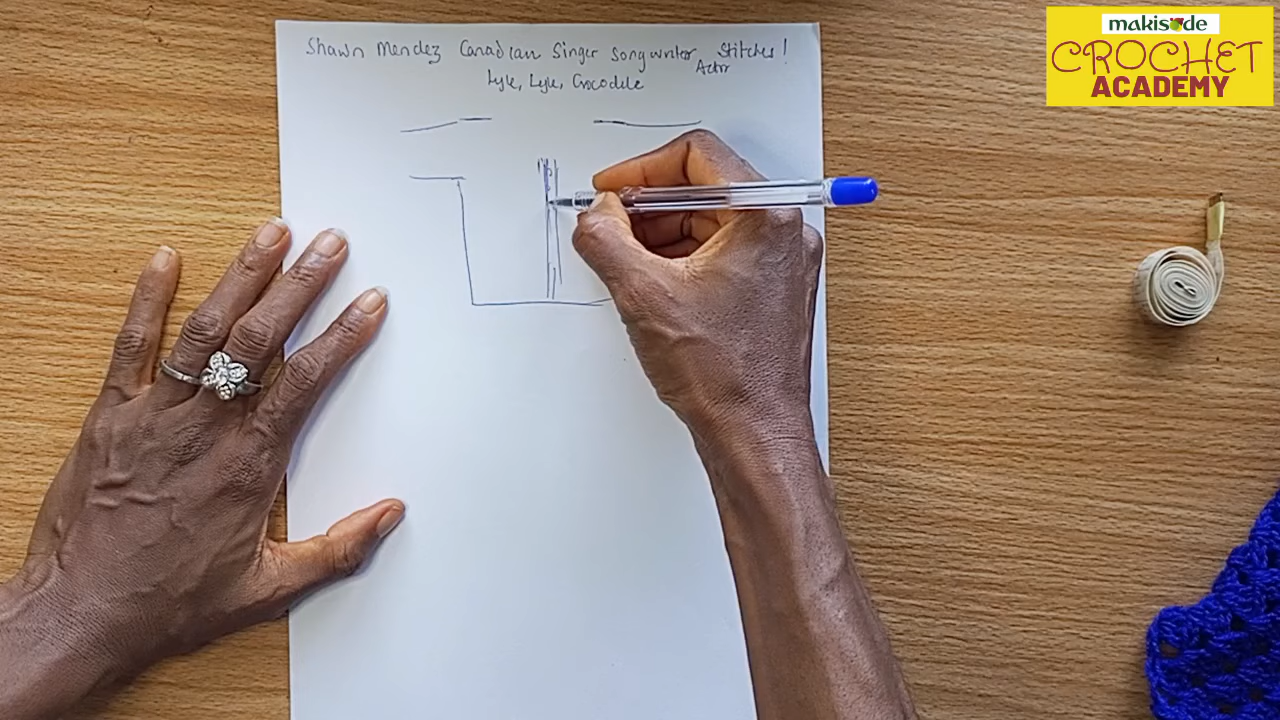 Shawn Mendez Canadian Singer songwriter Stitches!
Actor
Lyle, Lyle, Crocodile
makisode
CROCHET
ACADEMY